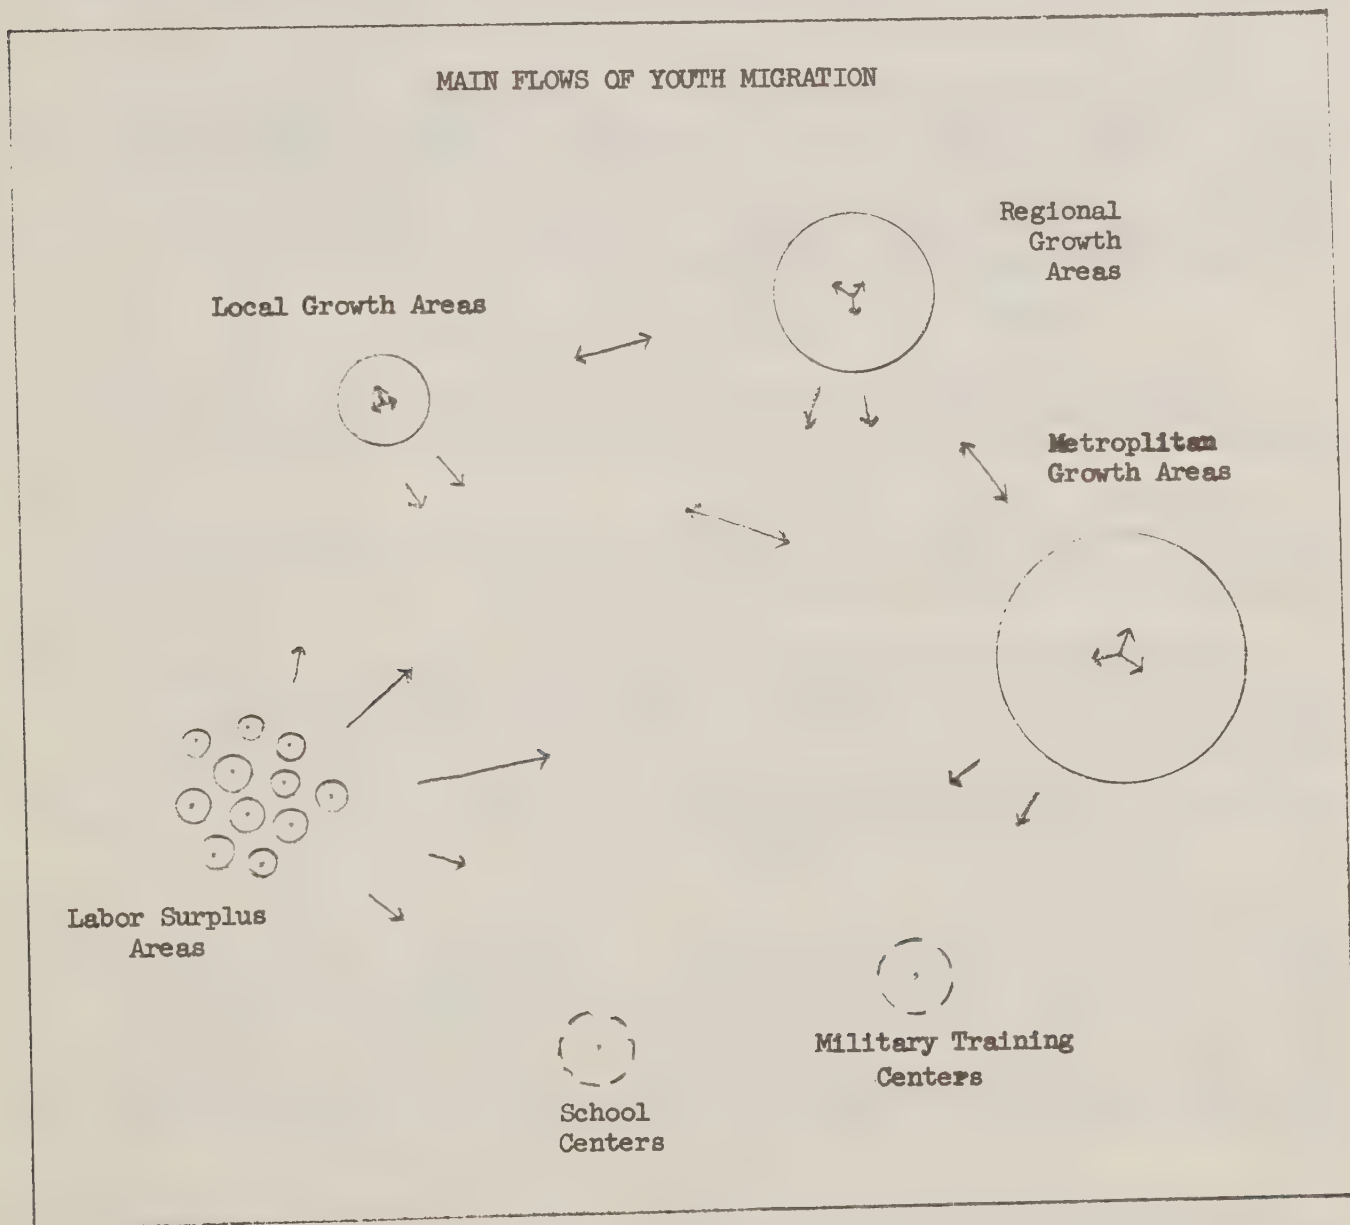 MAIN FLOWS OF YOUTH MIGRATION
Regional
Growth
Areas
Local Growth Areas
Metroplitan
Growth Areas
Labor Surplus
Areas
Military Training
Centers
School
Centers